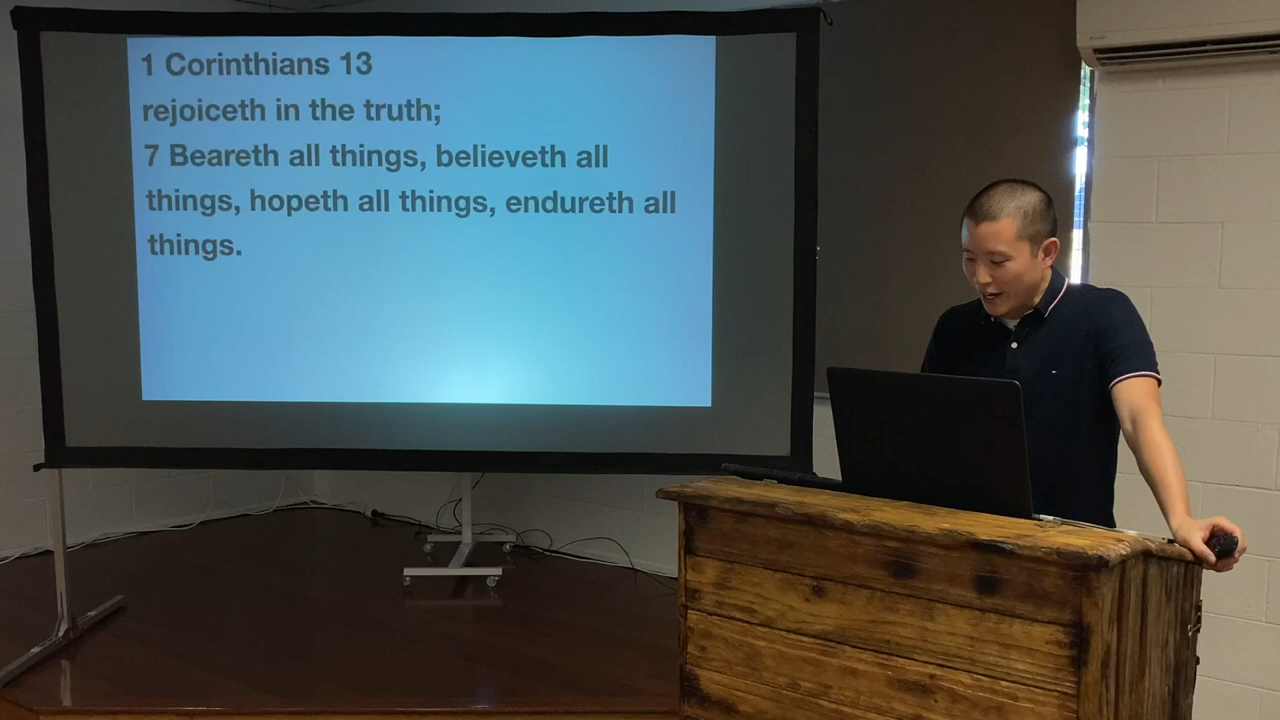 1 Corinthians 13
rejoiceth in the truth;
7 Beareth all things, believeth all
things, hopeth all things, endureth all
things.